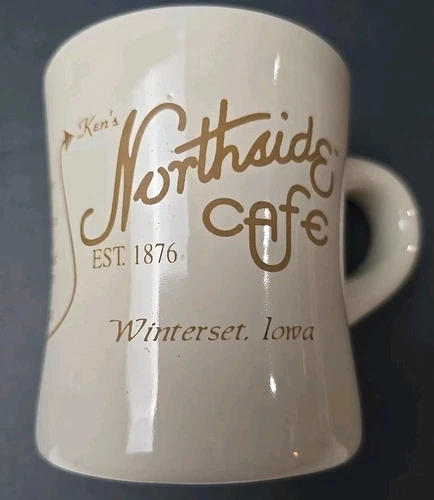 Ken's
Northside
cafe
EST. 1876
Winterset. Iowa